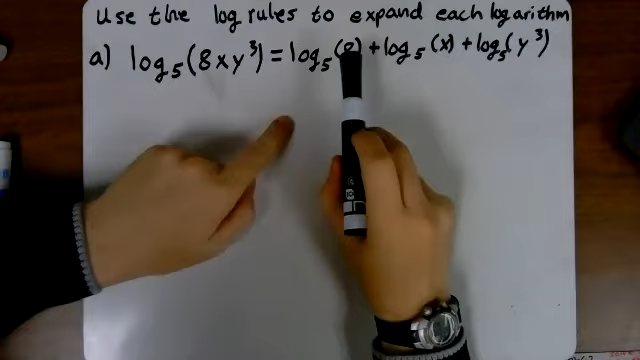 use the log rules to expand each logarithm
a) log₅(8xy³) = log₅(8) + log₅(x) + log₅(y³)